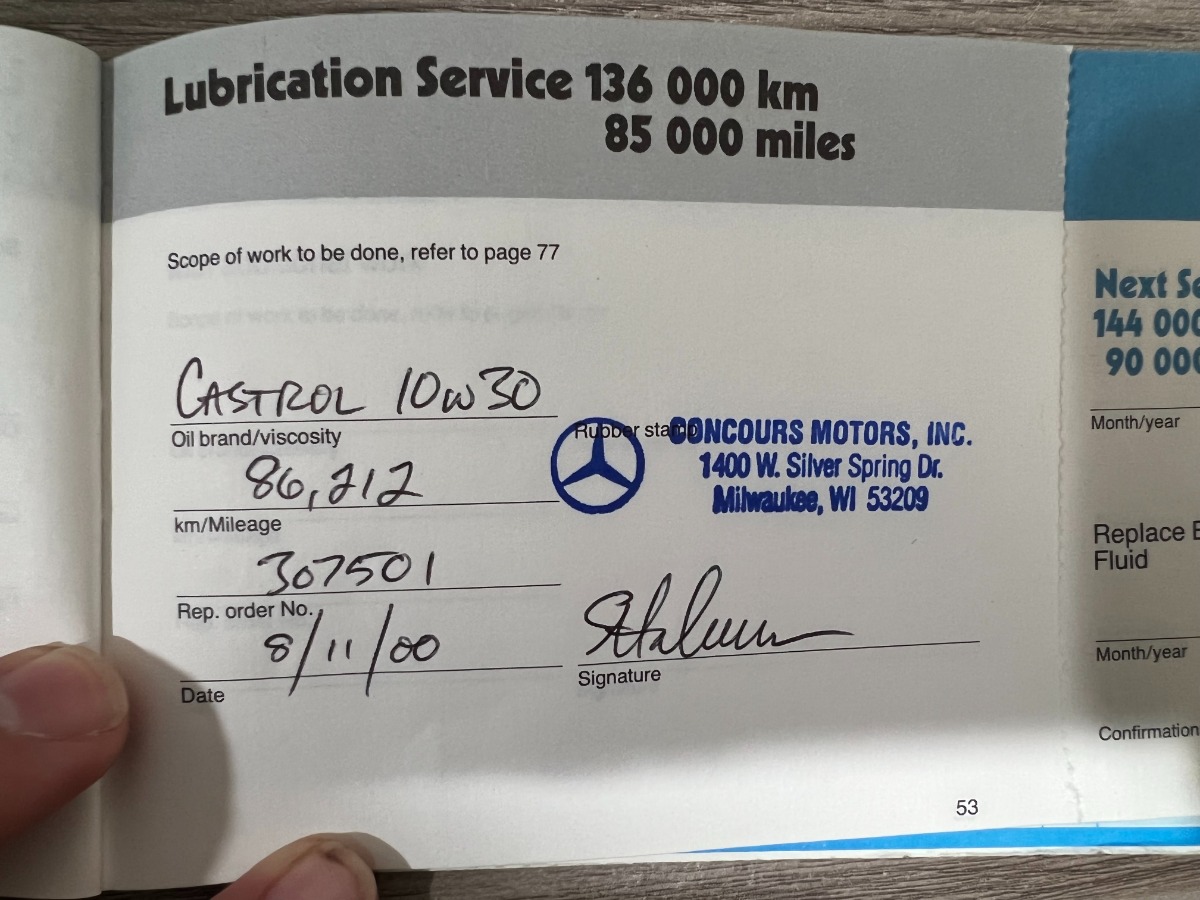 Lubrication Service 136 000 km
85 000 miles
Scope of work to be done, refer to page 77
CASTROL 10W30
Oil brand/viscosity
86,212
km/Mileage
307501
Rep. order No.
8/11/00
Date
Rubber stamp
CONCOURS MOTORS, INC.
1400 W. Silver Spring Dr.
Milwaukee, WI 53209
Signature
53
Next Se
144 000
90 000
Month/year
Replace B
Fluid
Month/year
Confirmation